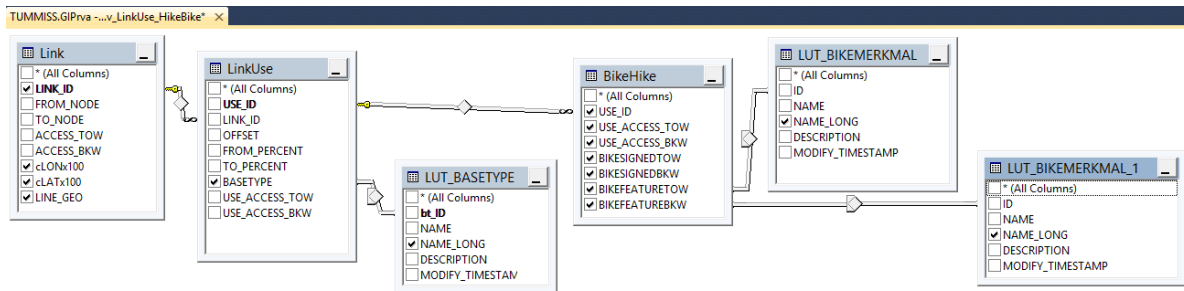 TUMMISS.GIPrva -...v_LinkUse_HikeBike*
Link
* (All Columns)
LINK_ID
FROM_NODE
TO_NODE
ACCESS_TOW
ACCESS_BKW
cLONx100
cLATx100
LINE_GEO
LinkUse
* (All Columns)
USE_ID
LINK_ID
OFFSET
FROM_PERCENT
TO_PERCENT
BASETYPE
USE_ACCESS_TOW
USE_ACCESS_BKW
LUT_BASETYPE
* (All Columns)
bt_ID
NAME
NAME_LONG
DESCRIPTION
MODIFY_TIMESTAM
BikeHike
* (All Columns)
USE_ID
USE_ACCESS_TOW
USE_ACCESS_BKW
BIKESIGNEDTOW
BIKESIGNEDBKW
BIKEFEATURETOW
BIKEFEATUREBKW
LUT_BIKEMERKMAL
* (All Columns)
ID
NAME
NAME_LONG
DESCRIPTION
MODIFY_TIMESTAMP
LUT_BIKEMERKMAL_1
* (All Columns)
ID
NAME
NAME_LONG
DESCRIPTION
MODIFY_TIMESTAMP